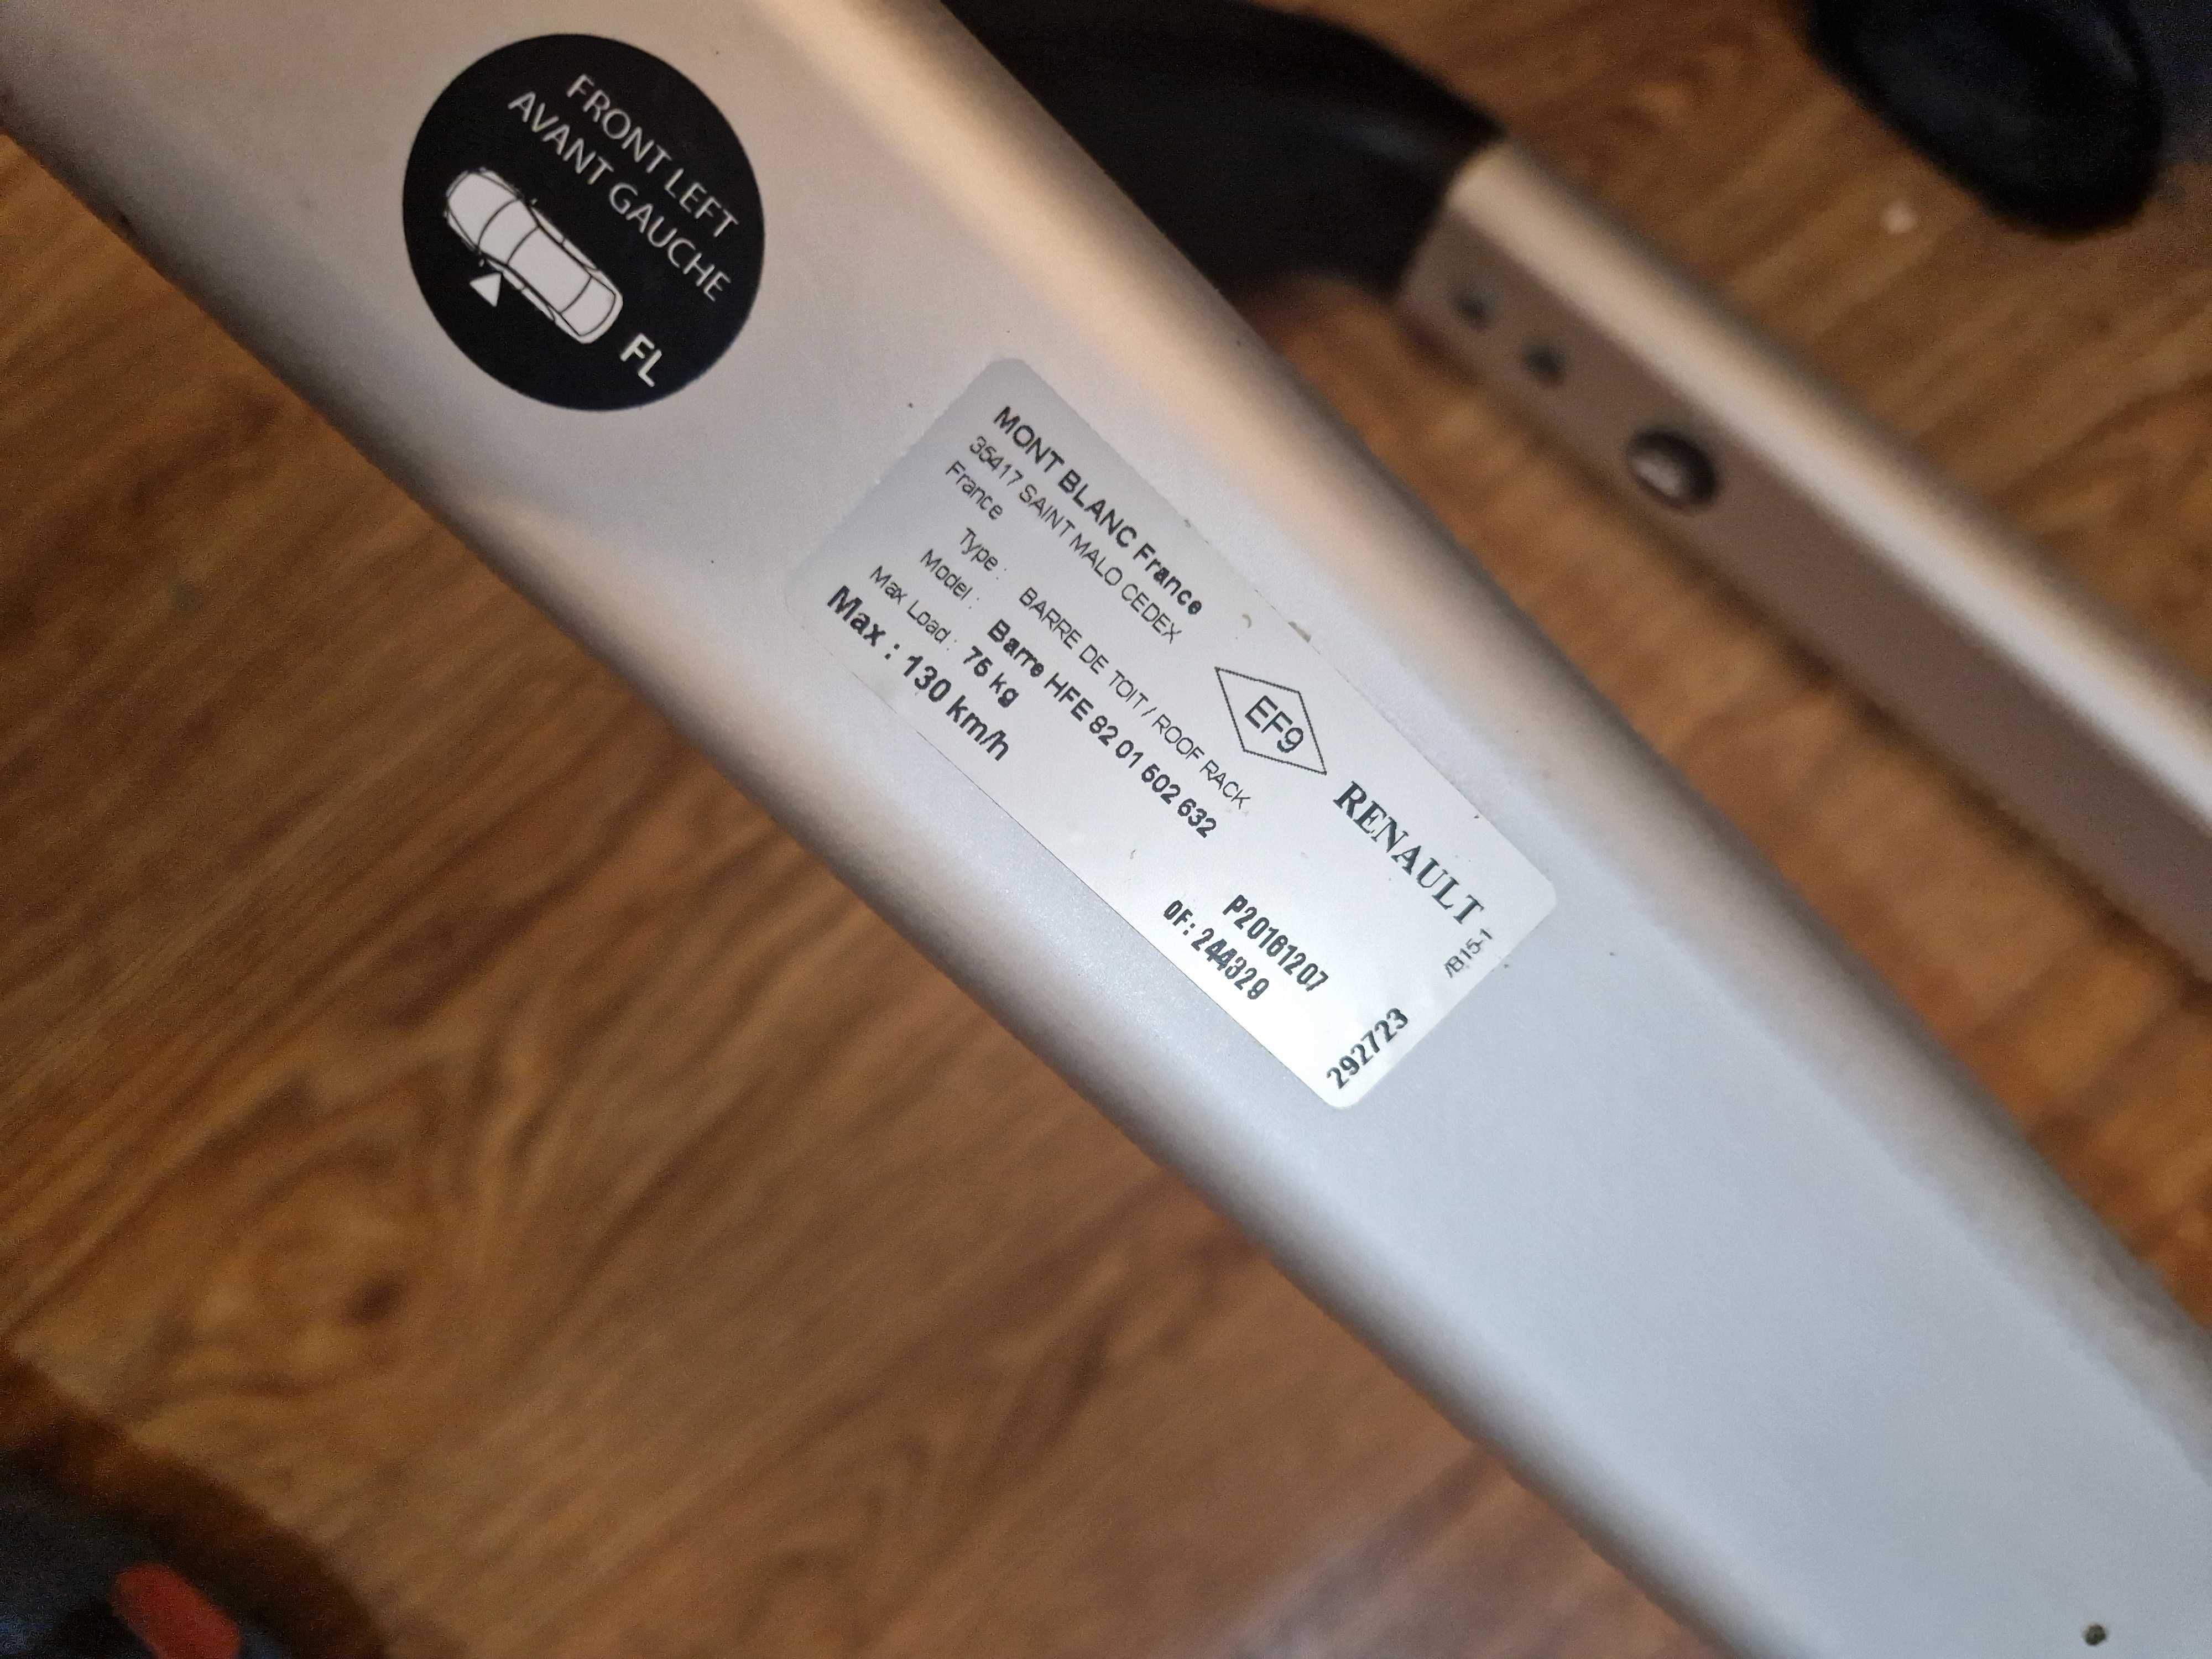 FRONT LEFT
AVANT GAUCHE
FL
MONT BLANC France
35417 SAINT MALO CEDEX
France
EF9
RENAULT
Type : BARRE DE TOIT / ROOF RACK
Model : Barre HFE 82 01 602 632
Max Load : 75 kg
Max : 130 km/h
P20161207
OF: 244329
/B15-1
292723